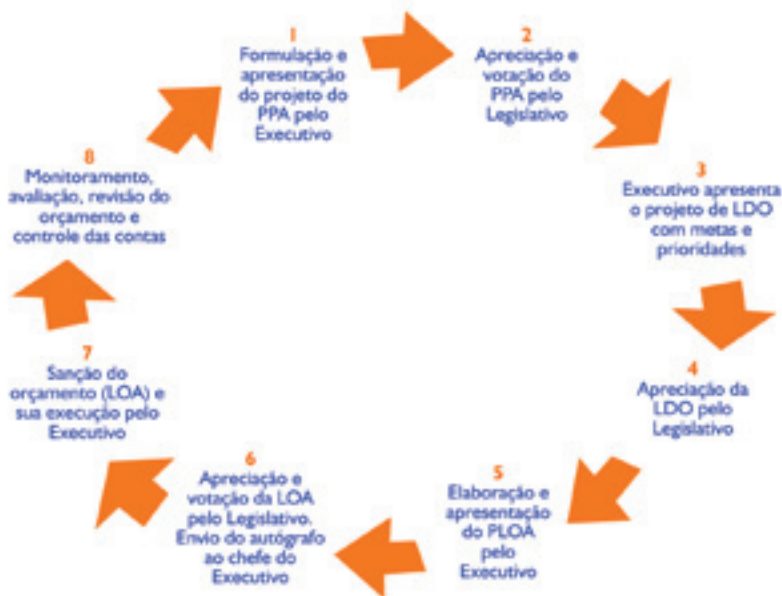 1
Formulação e
apresentação
do projeto do
PPA pelo
Executivo
2
Apreciação e
votação do
PPA pelo
Legislativo
3
Executivo apresenta
o projeto de LDO
com metas e
prioridades
4
Apreciação da
LDO pelo
Legislativo
5
Elaboração e
apresentação
do PLOA
pelo
Executivo
6
Apreciação e
votação da LOA
pelo Legislativo.
Envio do autógrafo
ao chefe do
Executivo
7
Sanção do
orçamento (LOA) e
sua execução pelo
Executivo
8
Monitoramento,
avaliação, revisão do
orçamento e
controle das contas